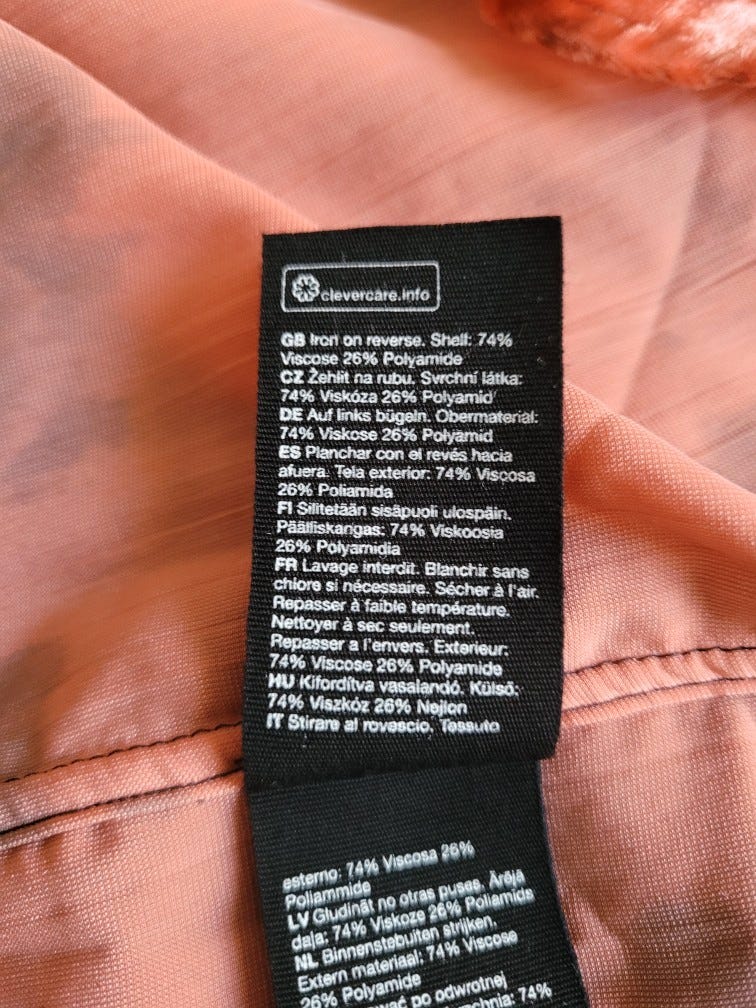 clevercare.info
GB Iron on reverse. Shell: 74%
Viscose 26% Polyamide
CZ Žehlit na rubu. Svrchní látka:
74% Viskóza 26% Polyamid
DE Auf links bügeln. Obermaterial:
74% Viskose 26% Polyamid
ES Planchar con el revés hacia
afuera. Tela exterior: 74% Viscosa
26% Poliamida
FI Silitetään sisäpuoli ulospäin.
Päätliskangas: 74% Viskoosia
26% Polyamidia
FR Lavage interdit. Blanchir sans
chlore si nécessaire. Sécher à l'air.
Repasser à faible température.
Nettoyer à sec seulement.
Repasser a l'envers. Exterieur:
74% Viscose 26% Polyamide
HU Kifordítva vasalandó. Külső:
74% Viszkóz 26% Nejlon
IT Stirare al rovescio. Tessuto
esterno: 74% Viscosa 26%
Poliammide
LV Gludināt no otras puses. Ārējā
daļa: 74% Viskoze 26% Poliamīds
NL Binnenstebuiten strijken.
Extern materiaal: 74% Viscose
26% Polyamide
po odwrotnej
74%